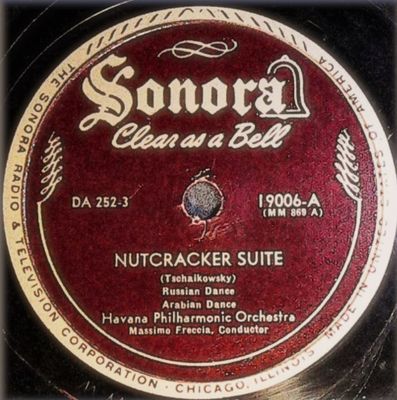 Sonora
Clear as a Bell
DA 252-3
19006-A
(MM 869 A)
NUTCRACKER SUITE
(Tschaikowsky)
Russian Dance
Arabian Dance
Havana Philharmonic Orchestra
Massimo Freccia, Conductor
THE SONORA RADIO & TELEVISION CORPORATION - CHICAGO, ILLINOIS - MADE IN U STATES OF AMERICA